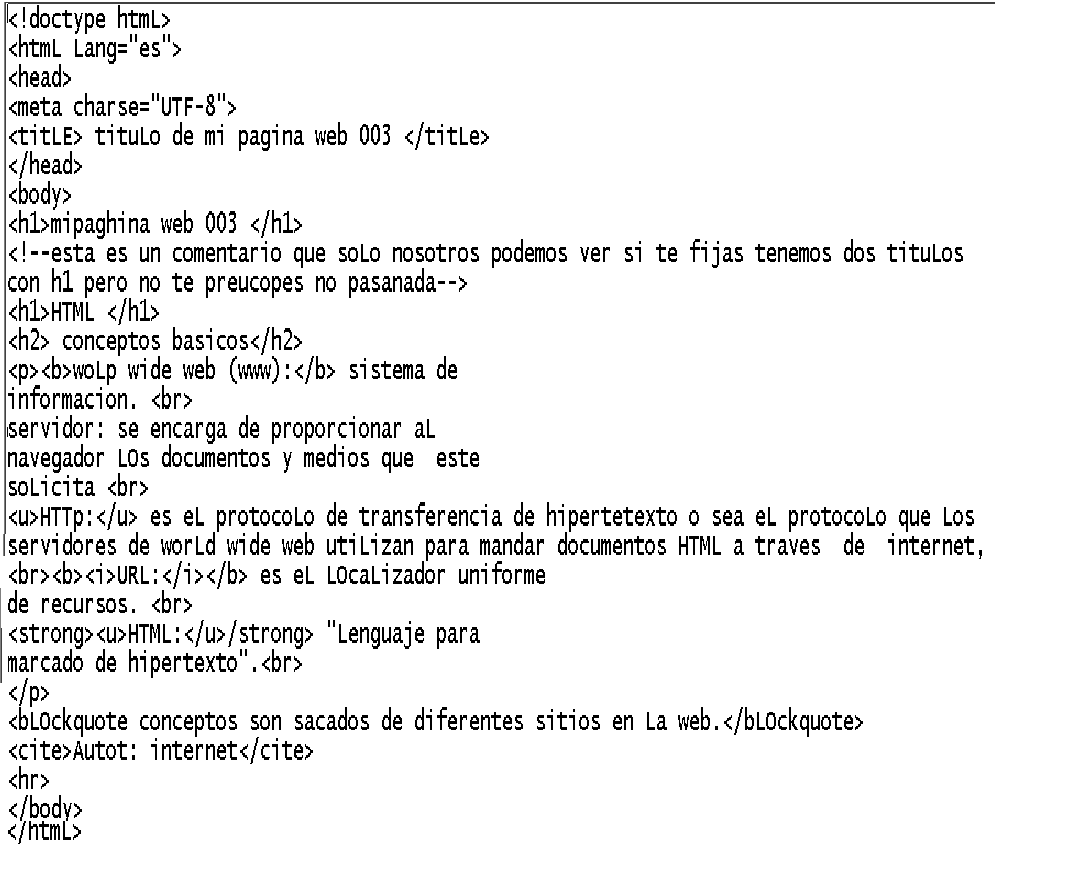 <!doctype htmL>
<htmL Lang="es">
<head>
<meta charse="UTF-8">
<titLE> tituLo de mi pagina web 003 </titLe>
</head>
<body>
<h1>mipaghina web 003 </h1>
<!--esta es un comentario que soLo nosotros podemos ver si te fijas tenemos dos tituLos
con h1 pero no te preucopes no pasanada-->
<h1>HTML </h1>
<h2> conceptos basicos</h2>
<p><b>woLp wide web (www):</b> sistema de
informacion. <br>
servidor: se encarga de proporcionar aL
navegador LOs documentos y medios que  este
soLicita <br>
<u>HTTp:</u> es eL protocoLo de transferencia de hipertetexto o sea eL protocoLo que Los
servidores de worLd wide web utiLizan para mandar documentos HTML a traves  de  internet,
<br><b><i>URL:</i></b> es eL LOcaLizador uniforme
de recursos. <br>
<strong><u>HTML:</u>/strong> "Lenguaje para
marcado de hipertexto".<br>
</p>
<bLOckquote conceptos son sacados de diferentes sitios en La web.</bLOckquote>
<cite>Autot: internet</cite>
<hr>
</body>
</htmL>